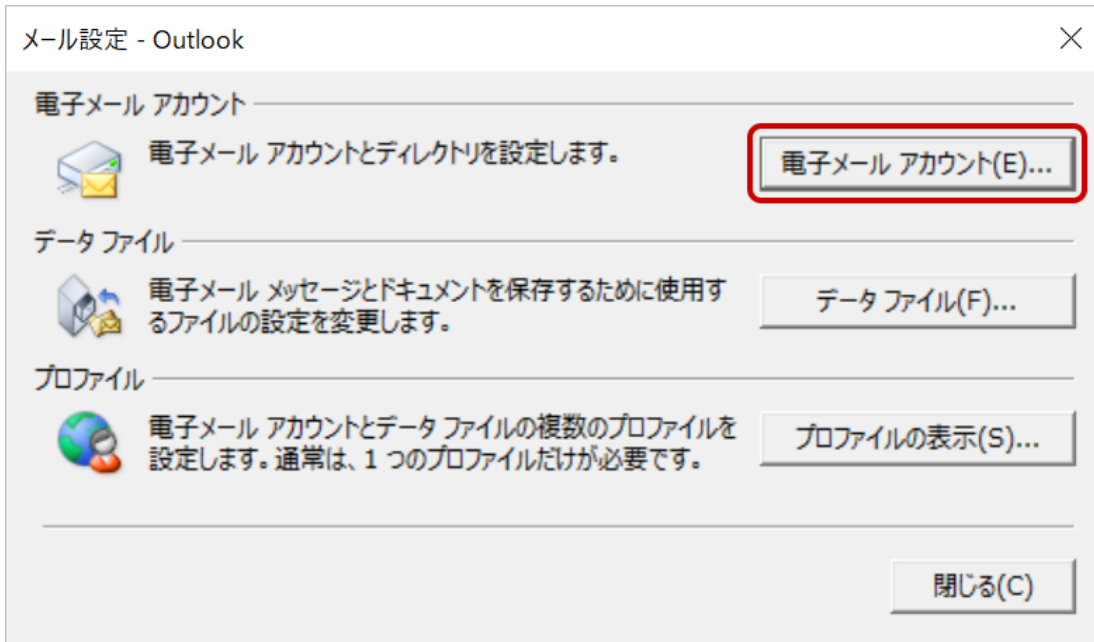 メール設定 - Outlook
電子メール アカウント
電子メール アカウントとディレクトリを設定します。
電子メール アカウント(E)...
データ ファイル
電子メール メッセージとドキュメントを保存するために使用す
るファイルの設定を変更します。
データ ファイル(F)...
プロファイル
電子メール アカウントとデータ ファイルの複数のプロファイルを
設定します。通常は、1 つのプロファイルだけが必要です。
プロファイルの表示(S)...
閉じる(C)